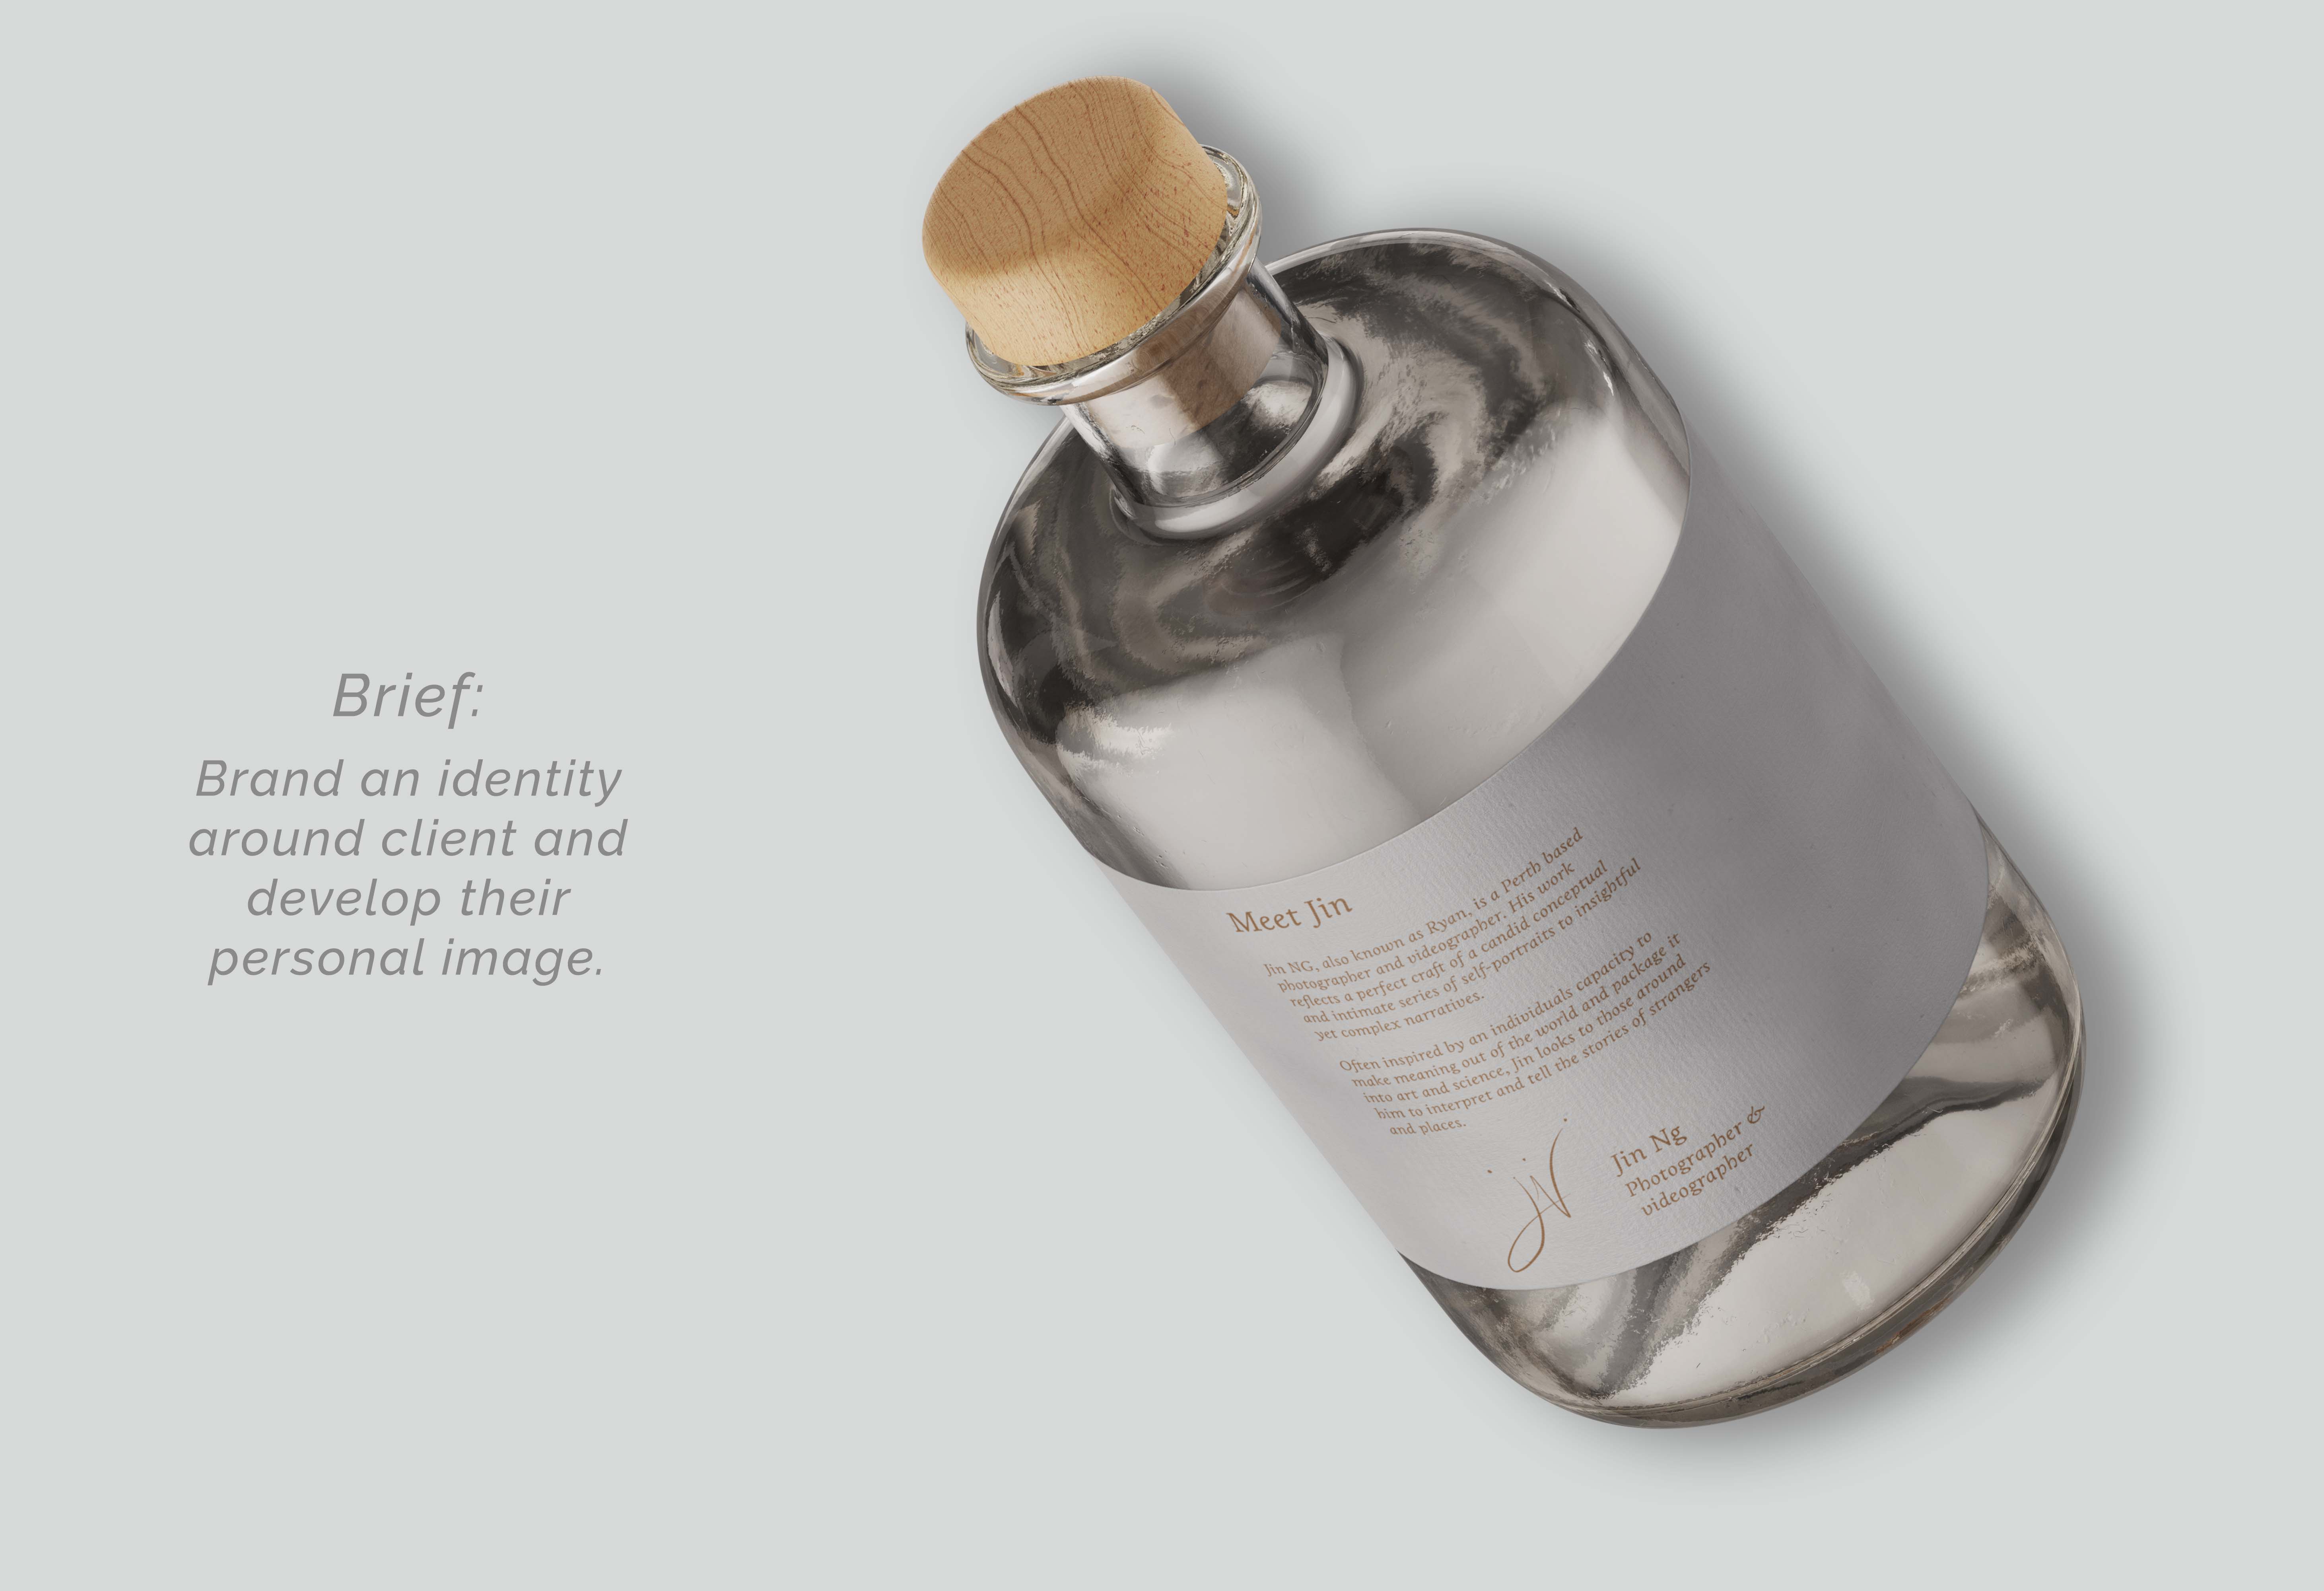 Brief:
Brand an identity
around client and
develop their
personal image.
Meet Jin
Jin NG, also known as Ryan, is a Perth based
photographer and videographer. His work
reflects a perfect craft of a candid conceptual
and intimate series of self-portraits to insightful
yet complex narratives.
Often inspired by an individuals capacity to
make meaning out of the world and package it
into art and science, Jin looks to those around
him to interpret and tell the stories of strangers
and places.
jN
Jin Ng
Photographer &
videographer